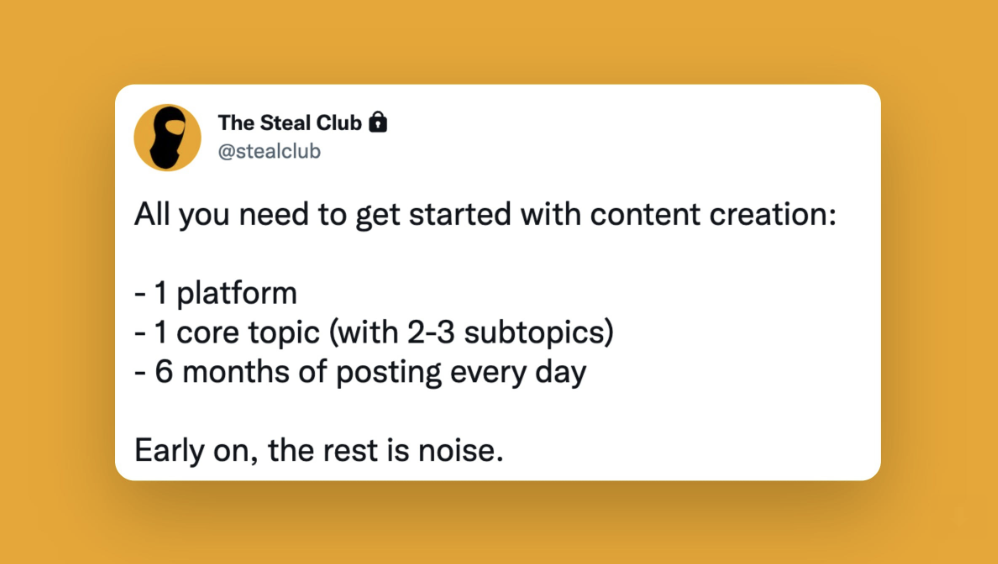 The Steal Club
@stealclub
All you need to get started with content creation:
- 1 platform
- 1 core topic (with 2-3 subtopics)
- 6 months of posting every day
Early on, the rest is noise.